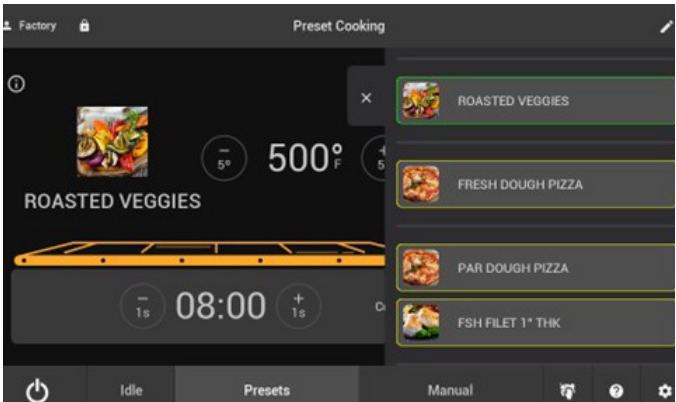 Factory
Preset Cooking
ROASTED VEGGIES
− 5°
500°F
+
5
ROASTED VEGGIES
− 1s
08:00
+ 1s
C
FRESH DOUGH PIZZA
PAR DOUGH PIZZA
FSH FILET 1" THK
Idle
Presets
Manual
?